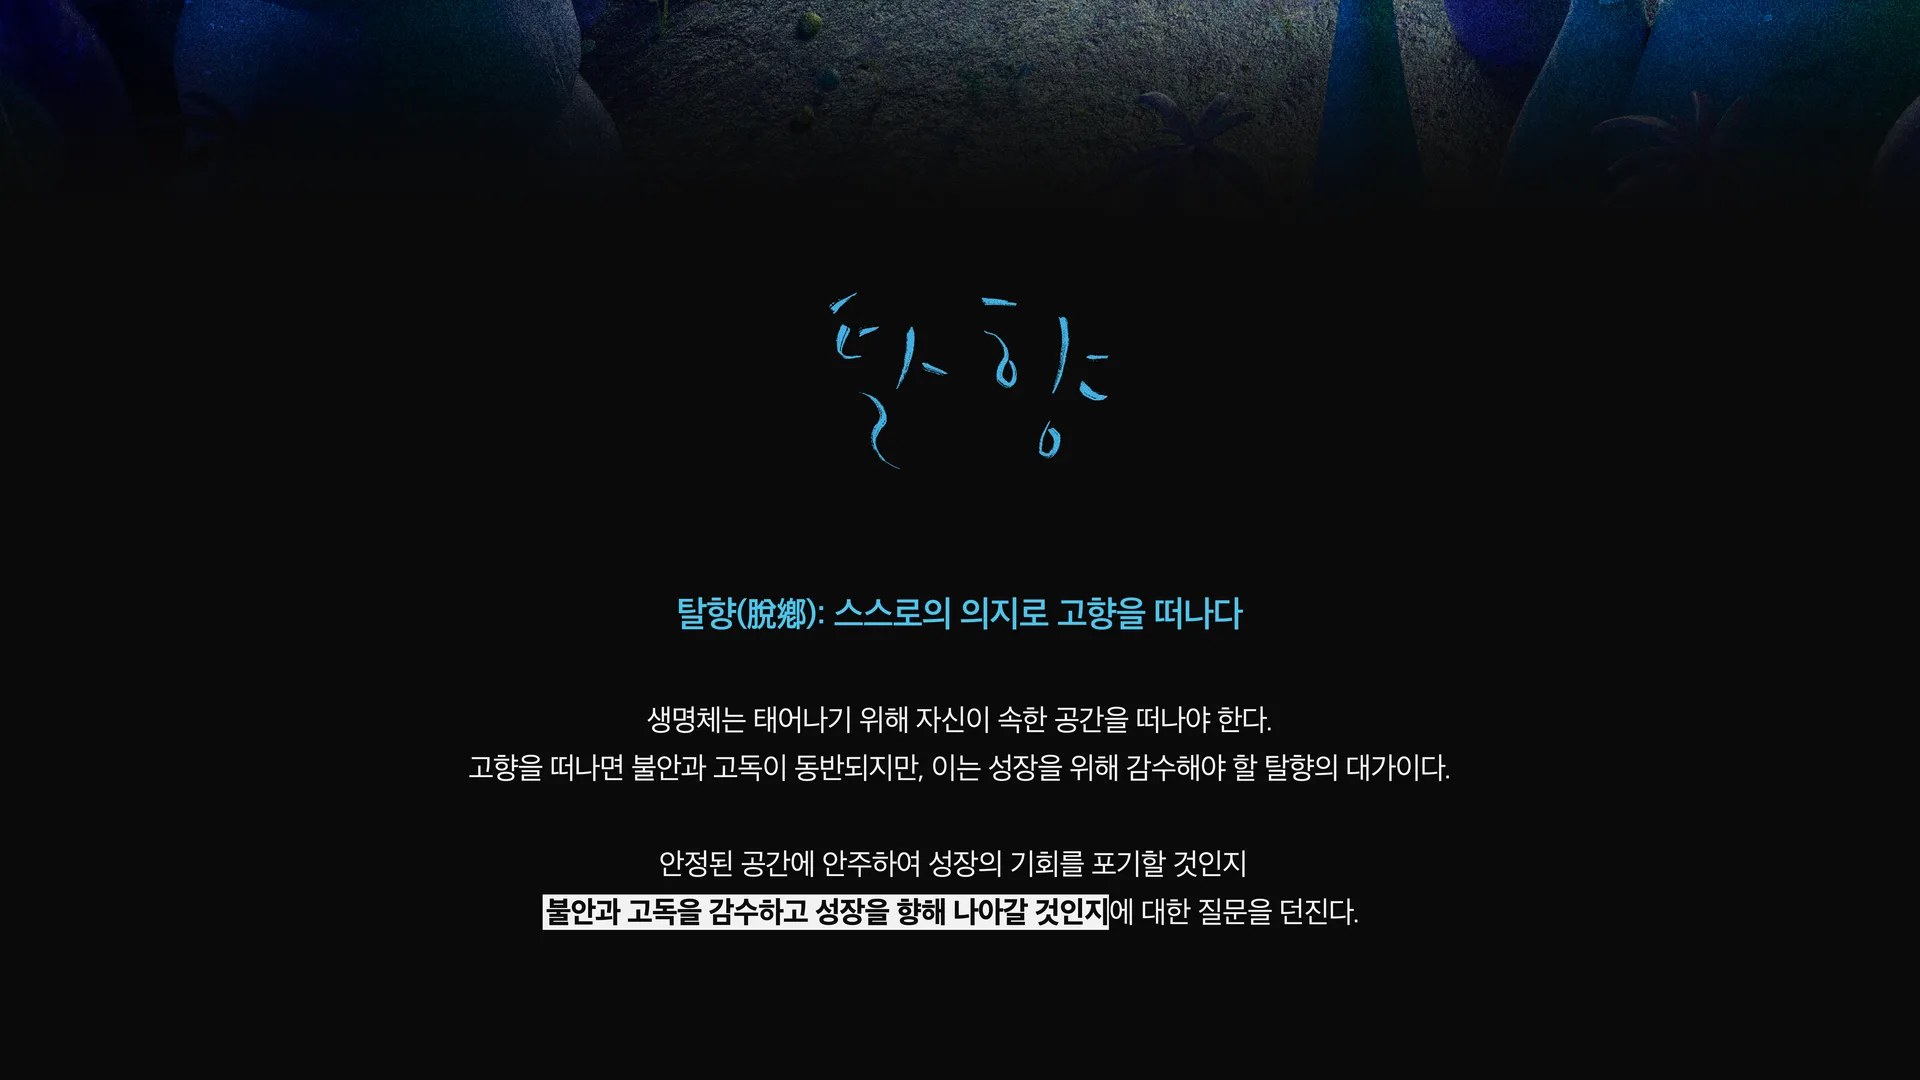 탈향
탈향(脫鄕): 스스로의 의지로 고향을 떠나다
생명체는 태어나기 위해 자신이 속한 공간을 떠나야 한다.
고향을 떠나면 불안과 고독이 동반되지만, 이는 성장을 위해 감수해야 할 탈향의 대가이다.
안정된 공간에 안주하여 성장의 기회를 포기할 것인지
불안과 고독을 감수하고 성장을 향해 나아갈 것인지에 대한 질문을 던진다.